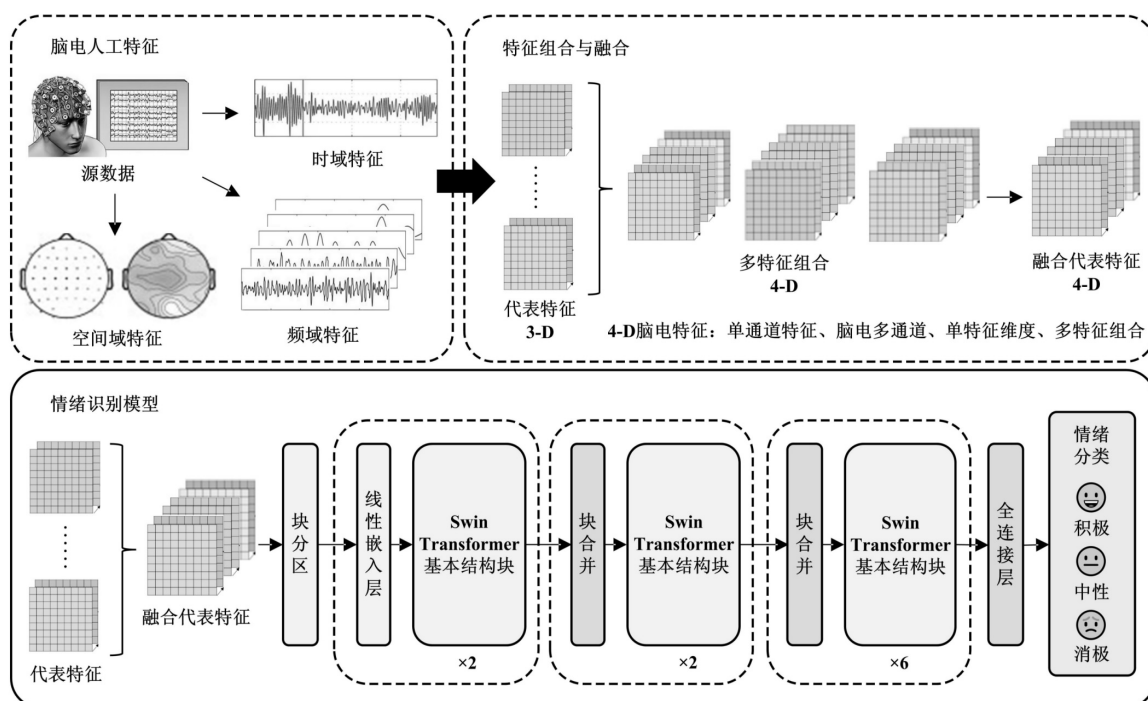 脑电人工特征
源数据
时域特征
空间域特征
频域特征
特征组合与融合
代表特征
3-D
多特征组合
4-D
融合代表特征
4-D
4-D脑电特征：单通道特征、脑电多通道、单特征维度、多特征组合
情绪识别模型
代表特征
融合代表特征
块分区
线性嵌入层
Swin
Transformer
基本结构块
×2
块合并
Swin
Transformer
基本结构块
×2
块合并
Swin
Transformer
基本结构块
×6
全连接层
情绪
分类
积极
中性
消极